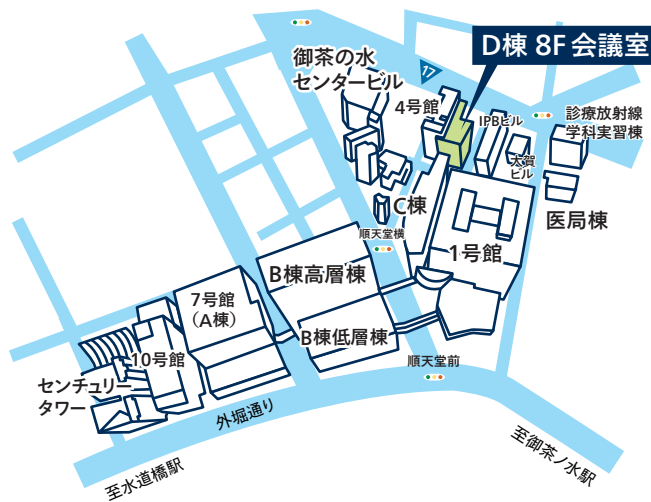 D棟 8F 会議室
御茶の水
センタービル
17
4号館
IPBビル
診療放射線
学科実習棟
太賀
ビル
医局棟
C棟
順天堂横
1号館
B棟高層棟
7号館
(A棟)
B棟低層棟
10号館
順天堂前
センチュリー
タワー
外堀通り
至水道橋駅
至御茶ノ水駅